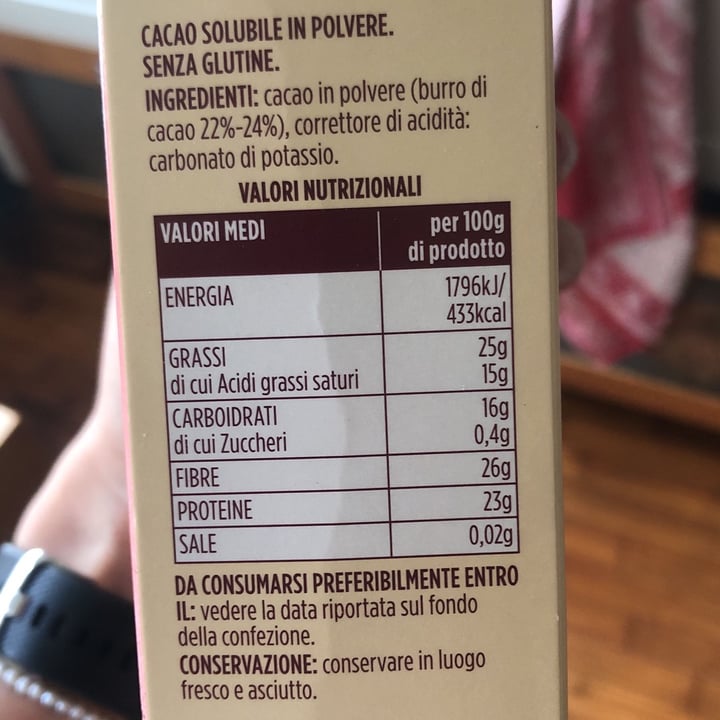 CACAO SOLUBILE IN POLVERE.
SENZA GLUTINE.
INGREDIENTI: cacao in polvere (burro di
cacao 22%-24%), correttore di acidità:
carbonato di potassio.
VALORI NUTRIZIONALI
VALORI MEDI per 100g
di prodotto
ENERGIA 1796kJ/
433kcal
GRASSI 25g
di cui Acidi grassi saturi 15g
CARBOIDRATI 16g
di cui Zuccheri 0,4g
FIBRE 26g
PROTEINE 23g
SALE 0,02g
DA CONSUMARSI PREFERIBILMENTE ENTRO
IL: vedere la data riportata sul fondo
della confezione.
CONSERVAZIONE: conservare in luogo
fresco e asciutto.